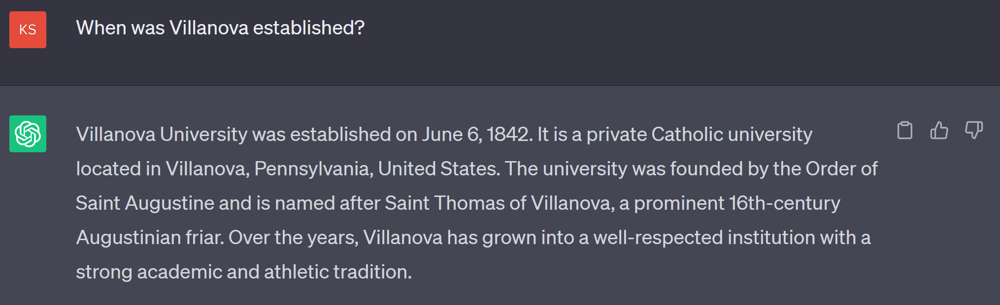 KS
When was Villanova established?
Villanova University was established on June 6, 1842. It is a private Catholic university
located in Villanova, Pennsylvania, United States. The university was founded by the Order of
Saint Augustine and is named after Saint Thomas of Villanova, a prominent 16th-century
Augustinian friar. Over the years, Villanova has grown into a well-respected institution with a
strong academic and athletic tradition.